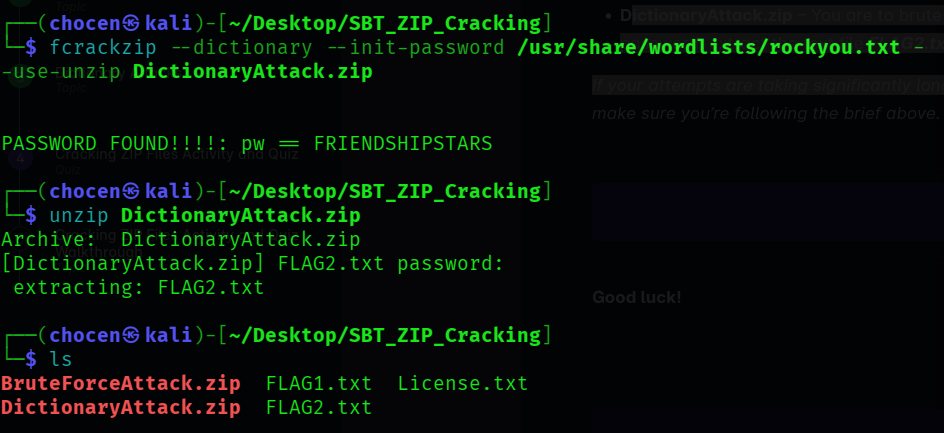 ┌──(chocen㉿kali)-[~/Desktop/SBT_ZIP_Cracking]
└─$ fcrackzip --dictionary --init-password /usr/share/wordlists/rockyou.txt -
-use-unzip DictionaryAttack.zip
PASSWORD FOUND!!!!: pw == FRIENDSHIPSTARS
┌──(chocen㉿kali)-[~/Desktop/SBT_ZIP_Cracking]
└─$ unzip DictionaryAttack.zip
Archive:  DictionaryAttack.zip
[DictionaryAttack.zip] FLAG2.txt password:
 extracting: FLAG2.txt
┌──(chocen㉿kali)-[~/Desktop/SBT_ZIP_Cracking]
└─$ ls
BruteForceAttack.zip  FLAG1.txt  License.txt
DictionaryAttack.zip  FLAG2.txt
Topic
Topic
4
Cracking ZIP Files Activity and Quiz
Quiz
Walkthrough
DictionaryAttack.zip – You are to brute
If your attempts are taking significantly lon
make sure you're following the brief above.
Good luck!